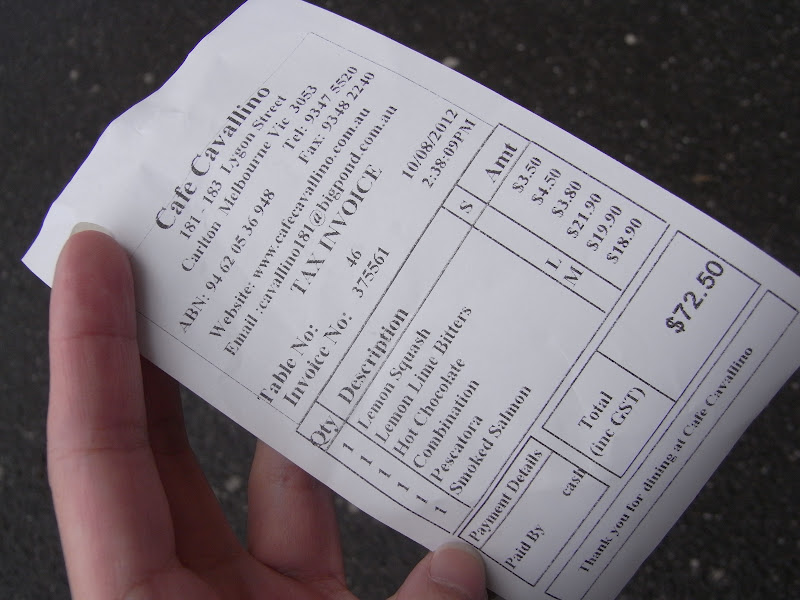 Cafe Cavallino
181 - 183 Lygon Street
Carlton Melbourne Vic 3053
Tel: 9347 5520
Fax: 9348 2240
ABN: 94 62 05 36 948
Website: www.cafecavallino.com.au
Email :cavallino181@bigpond.com.au
TAX INVOICE
10/08/2012
2:38:09PM
Table No: 46
Invoice No: 375561
Qty Description S Amt
1 Lemon Squash $3.50
1 Lemon Lime Bitters $4.50
1 Hot Chocolate $3.80
1 Combination L $21.90
1 Pescatora M $19.90
1 Smoked Salmon $18.90
Total
(inc GST) $72.50
Payment Details
Paid By cash
Thank you for dining at Cafe Cavallino